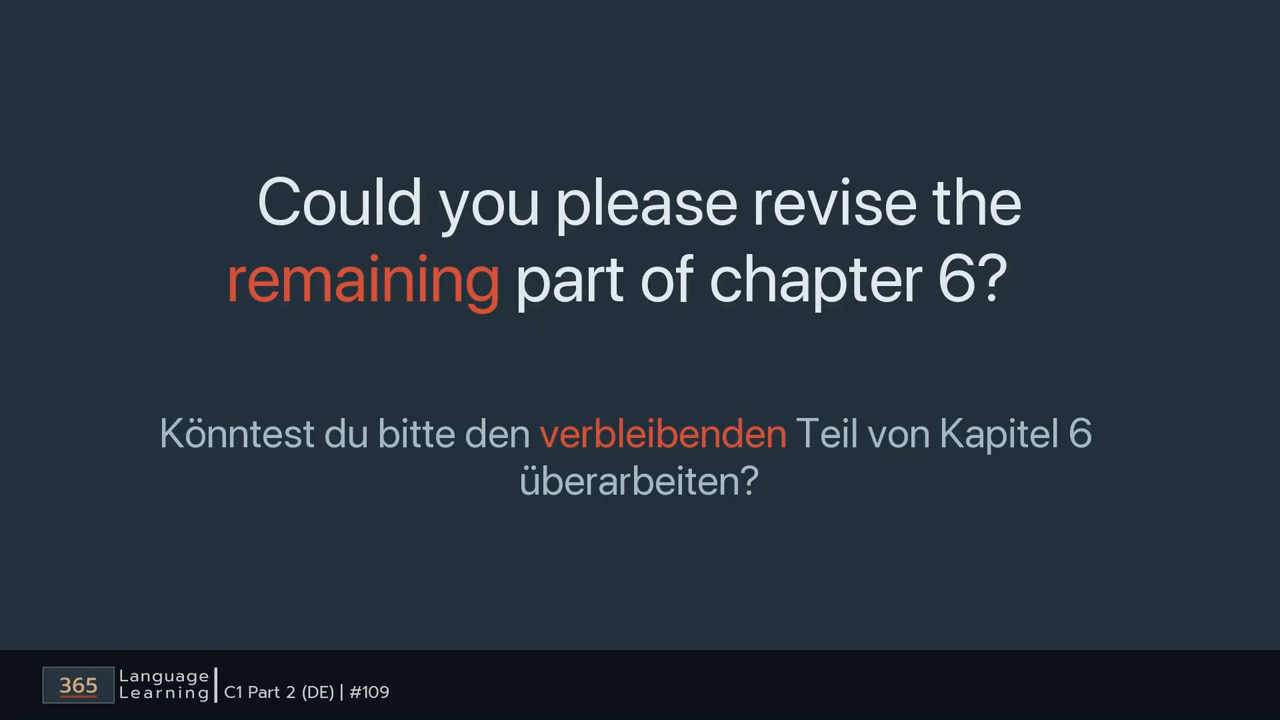 Could you please revise the
remaining part of chapter 6?
Könntest du bitte den verbleibenden Teil von Kapitel 6
überarbeiten?
365
Language
Learning
C1 Part 2 (DE) | #109